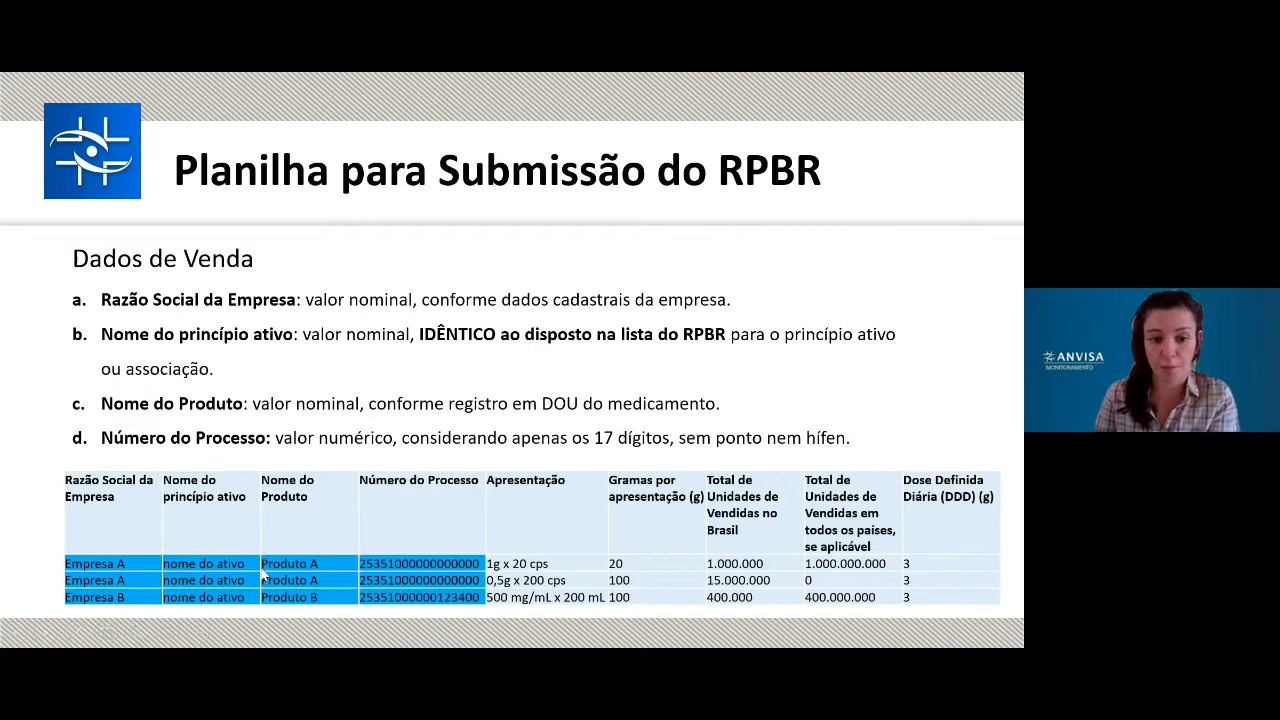 Planilha para Submissão do RPBR
Dados de Venda
a. Razão Social da Empresa: valor nominal, conforme dados cadastrais da empresa.
b. Nome do princípio ativo: valor nominal, IDÊNTICO ao disposto na lista do RPBR para o princípio ativo
ou associação.
c. Nome do Produto: valor nominal, conforme registro em DOU do medicamento.
d. Número do Processo: valor numérico, considerando apenas os 17 dígitos, sem ponto nem hífen.
Razão Social da Empresa Nome do princípio ativo Nome do Produto Número do Processo Apresentação Gramas por apresentação (g) Total de Unidades de Vendidas no Brasil Total de Unidades de Vendidas em todos os países, se aplicável Dose Definida Diária (DDD) (g)
Empresa A nome do ativo Produto A 25351000000000000 1g x 20 cps 20 1.000.000 1.000.000.000 3
Empresa A nome do ativo Produto A 25351000000000000 0,5g x 200 cps 100 15.000.000 0 3
Empresa B nome do ativo Produto B 25351000000123400 500 mg/mL x 200 mL 100 400.000 400.000.000 3
ANVISA
MONITORAMENTO